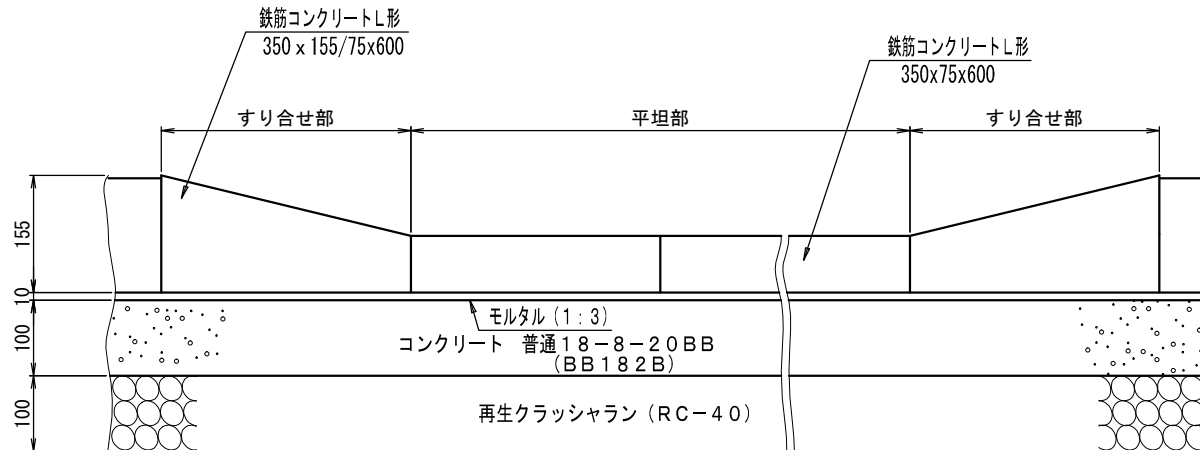 鉄筋コンクリートL形
350 x 155/75x600
鉄筋コンクリートL形
350x75x600
すり合せ部
平坦部
すり合せ部
155
10
100
100
モルタル(1:3)
コンクリート 普通18-8-20BB
(BB182B)
再生クラッシャラン(RC-40)